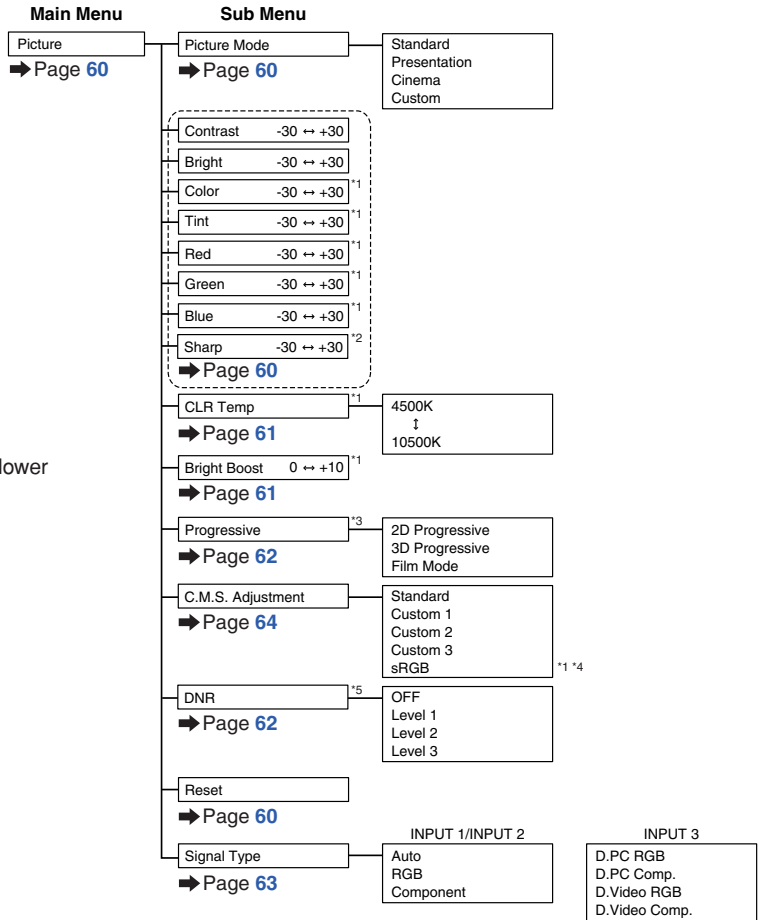 Main Menu Sub Menu
Picture
➡ Page 60
Picture Mode
➡ Page 60
Standard
Presentation
Cinema
Custom
Contrast -30 ↔ +30
Bright -30 ↔ +30
Color -30 ↔ +30 *1
Tint -30 ↔ +30 *1
Red -30 ↔ +30 *1
Green -30 ↔ +30 *1
Blue -30 ↔ +30 *1
Sharp -30 ↔ +30 *2
➡ Page 60
CLR Temp *1
➡ Page 61
4500K
↕
10500K
lower
Bright Boost 0 ↔ +10 *1
➡ Page 61
Progressive *3
➡ Page 62
2D Progressive
3D Progressive
Film Mode
C.M.S. Adjustment
➡ Page 64
Standard
Custom 1
Custom 2
Custom 3
sRGB *1 *4
DNR *5
➡ Page 62
OFF
Level 1
Level 2
Level 3
Reset
➡ Page 60
Signal Type
➡ Page 63
INPUT 1/INPUT 2
Auto
RGB
Component
INPUT 3
D.PC RGB
D.PC Comp.
D.Video RGB
D.Video Comp.